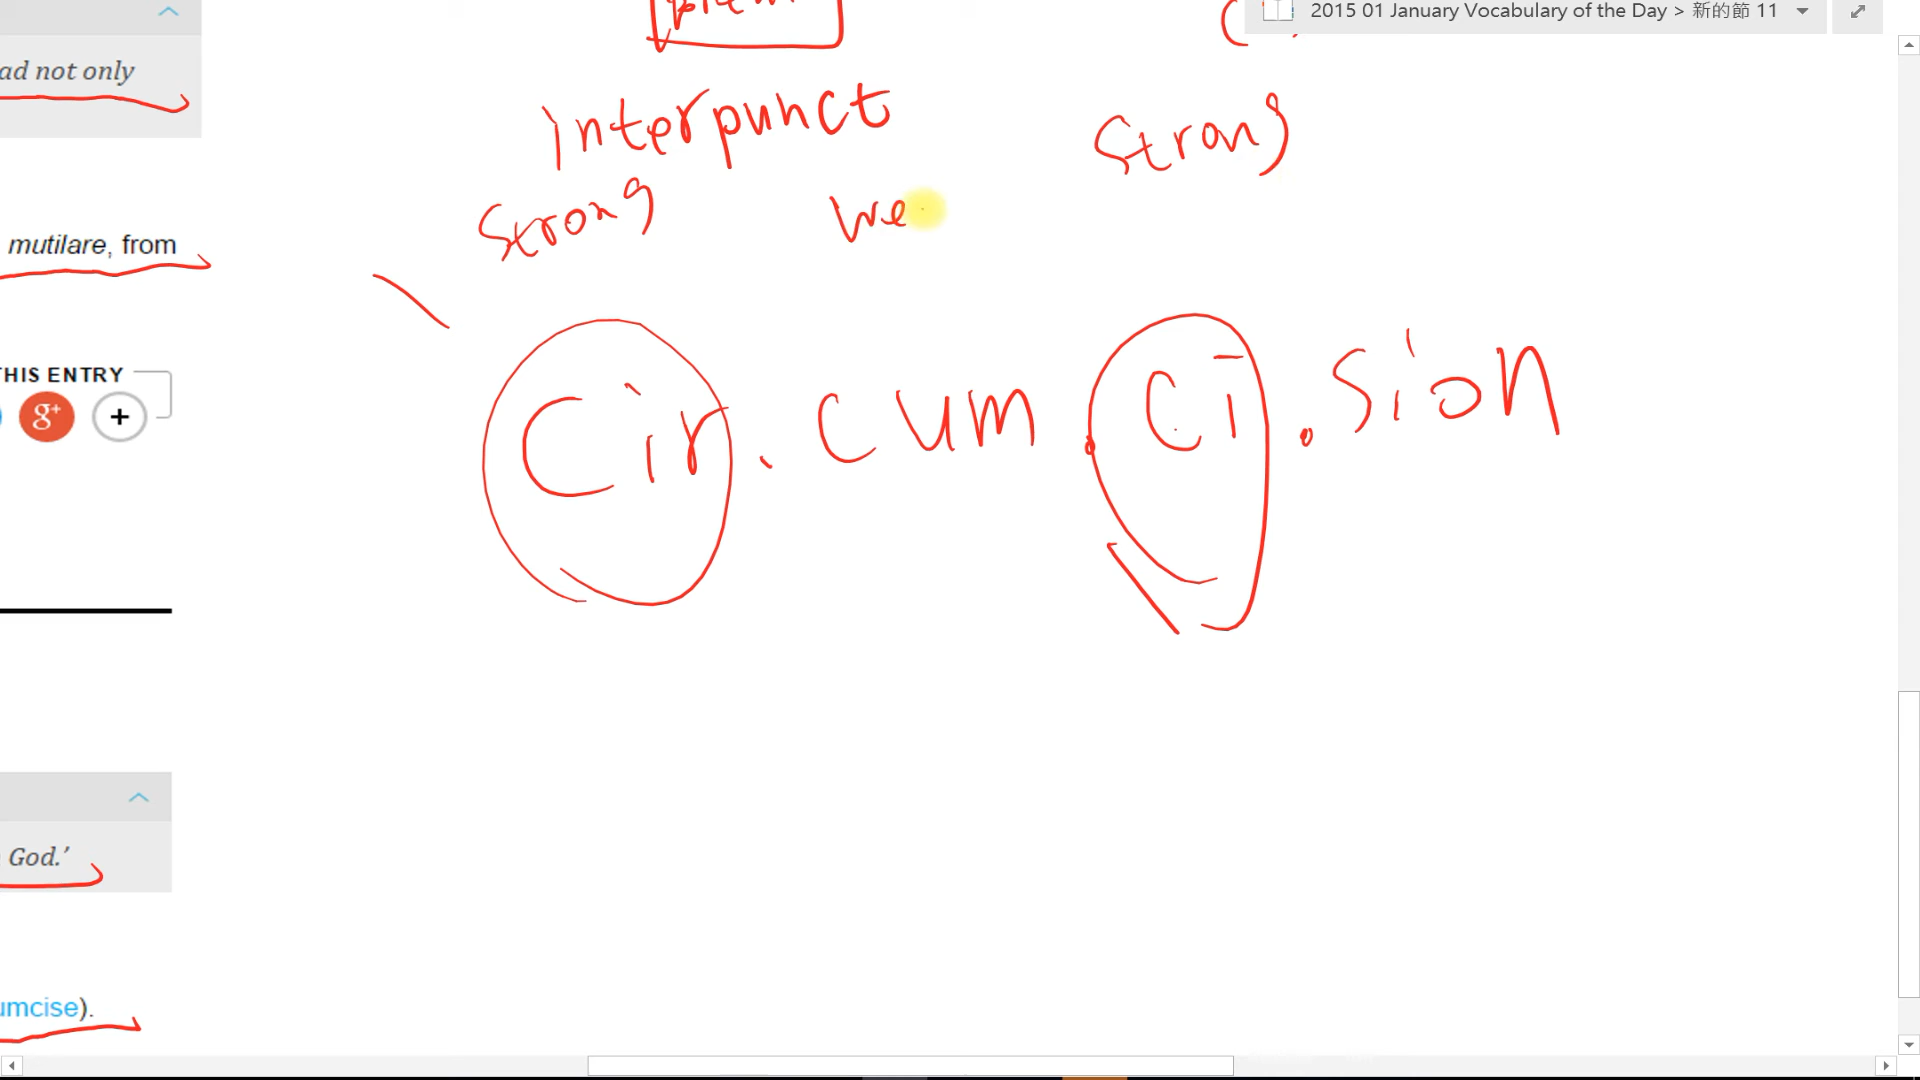 2015 01 January Vocabulary of the Day > 新的節 11
ad not only
Interpunct
Strong
Strong
We
mutilare, from
Cir.cum.Cī.sion
HIS ENTRY
g+
+
God.’
umcise).